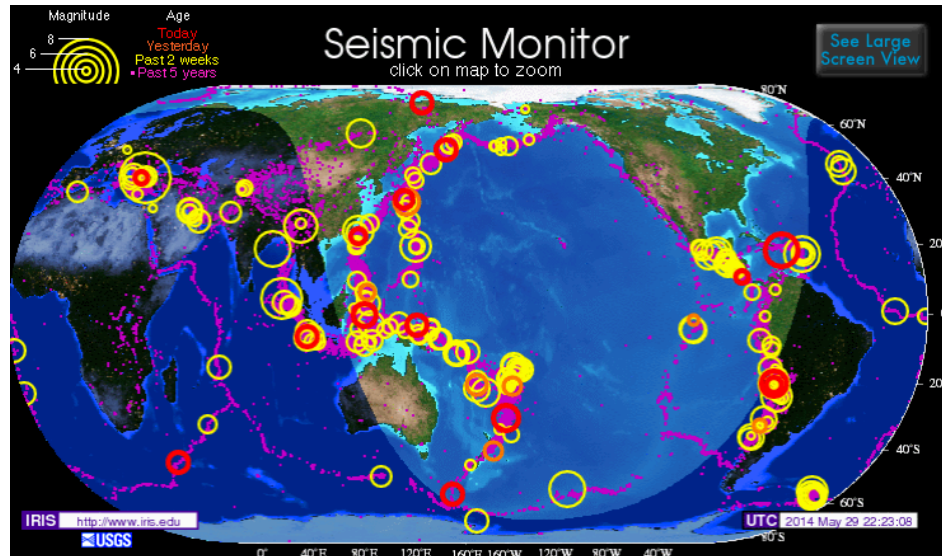 Magnitude
Age
8
6
4
Today
Yesterday
Past 2 weeks
Past 5 years
Seismic Monitor
click on map to zoom
See Large
Screen View
80°N
60°N
40°N
20°
0°
20°
40°S
60°S
80°S
IRIS http://www.iris.edu
USGS
UTC 2014 May 29 22:23:08
0° 40°E 80°E 120°E 160°E 160°W 120°W 80°W 40°W